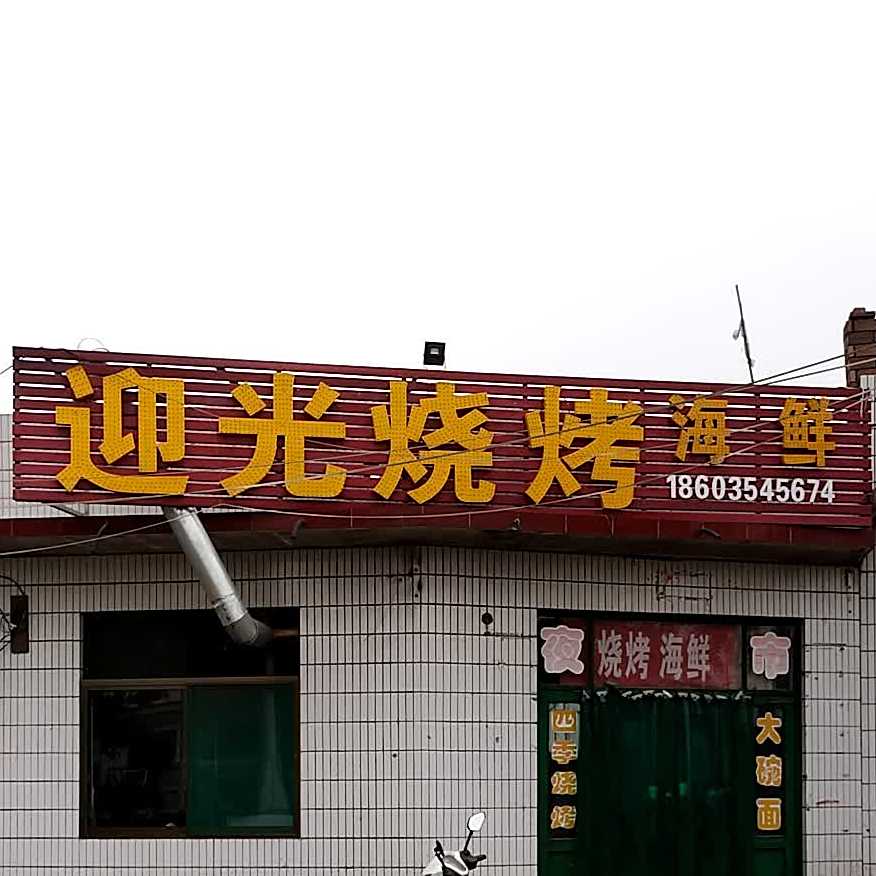 迎光烧烤海鲜
18603545674
夜 烧烤 海鲜 市
四季烧烤
大碗面